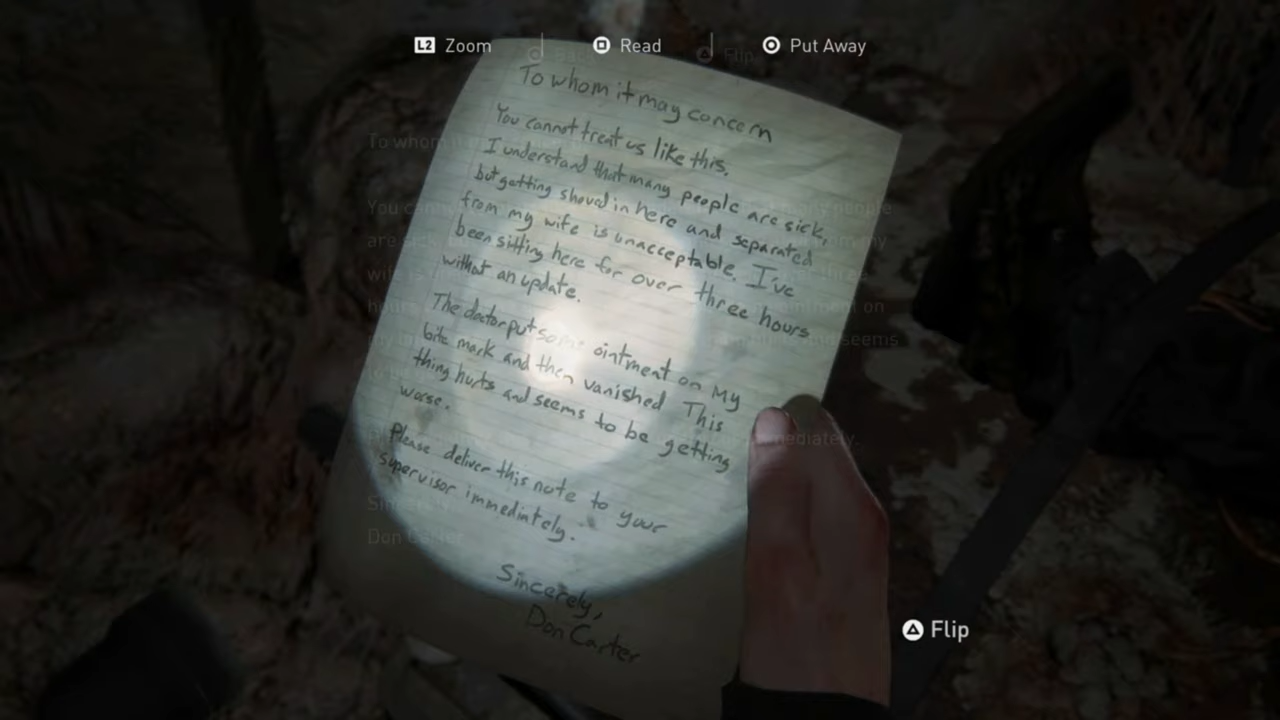 L2 Zoom
Read
Put Away
To whom it may concern
You cannot treat us like this.
I understand that many people are sick,
but getting shoved in here and separated
from my wife is unacceptable. I've
been sitting here for over three hours
without an update.
The doctor put some ointment on my
bite mark and then vanished This
thing hurts and seems to be getting
worse.
Please deliver this note to your
supervisor immediately.
Sincerely,
Don Carter
Flip